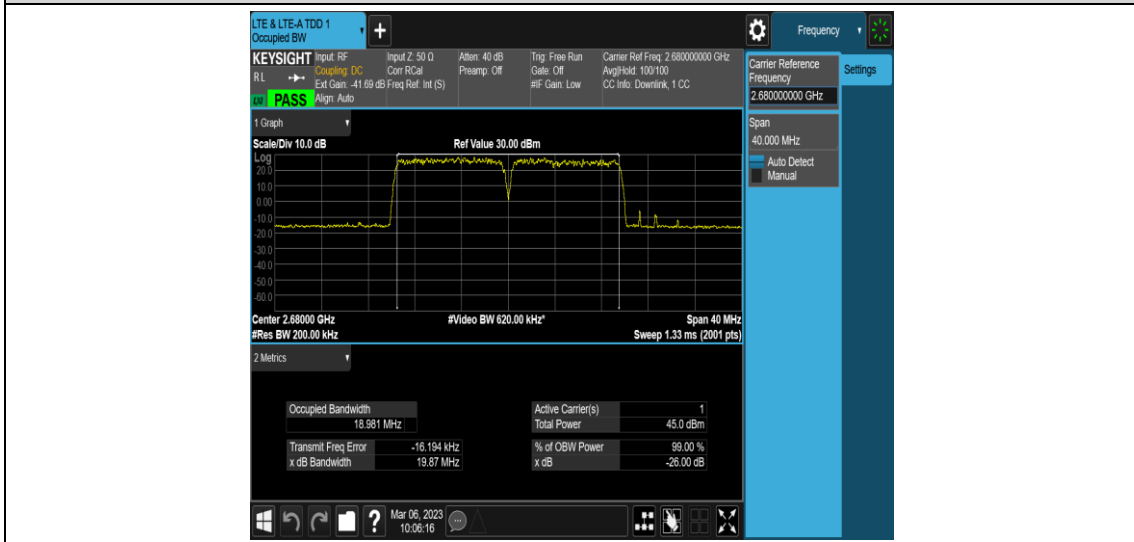 LTE & LTE-A TDD 1
Occupied BW
Frequency
KEYSIGHT
RL
PASS
Input: RF
Coupling: DC
Ext Gain: -41.69 dB
Align: Auto
Input Z: 50 Ω
Corr RCal
Freq Ref: Int (S)
Atten: 40 dB
Preamp: Off
Trig: Free Run
Gate: Off
#IF Gain: Low
Carrier Ref Freq: 2.680000000 GHz
Avg|Hold: 100/100
CC Info: Downlink, 1 CC
Carrier Reference
Frequency
2.680000000 GHz
Settings
Span
40.000 MHz
Auto Detect
Manual
1 Graph
Scale/Div 10.0 dB
Ref Value 30.00 dBm
Log
20.0
10.0
0.00
-10.0
-20.0
-30.0
-40.0
-50.0
-60.0
Center 2.68000 GHz
#Video BW 620.00 kHz*
Span 40 MHz
#Res BW 200.00 kHz
Sweep 1.33 ms (2001 pts)
2 Metrics
Occupied Bandwidth
18.981 MHz
Active Carrier(s) 1
Total Power 45.0 dBm
Transmit Freq Error -16.194 kHz
% of OBW Power 99.00 %
x dB Bandwidth 19.87 MHz
x dB -26.00 dB
?
Mar 06, 2023
10:06:16